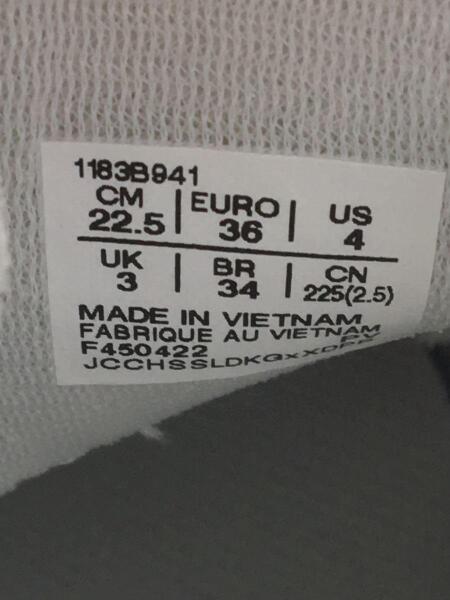 1183B941
CM | EURO | US
22.5 | 36 | 4
UK | BR | CN
3 | 34 | 225(2.5)
MADE IN VIETNAM
FABRIQUE AU VIETNAM
F450422